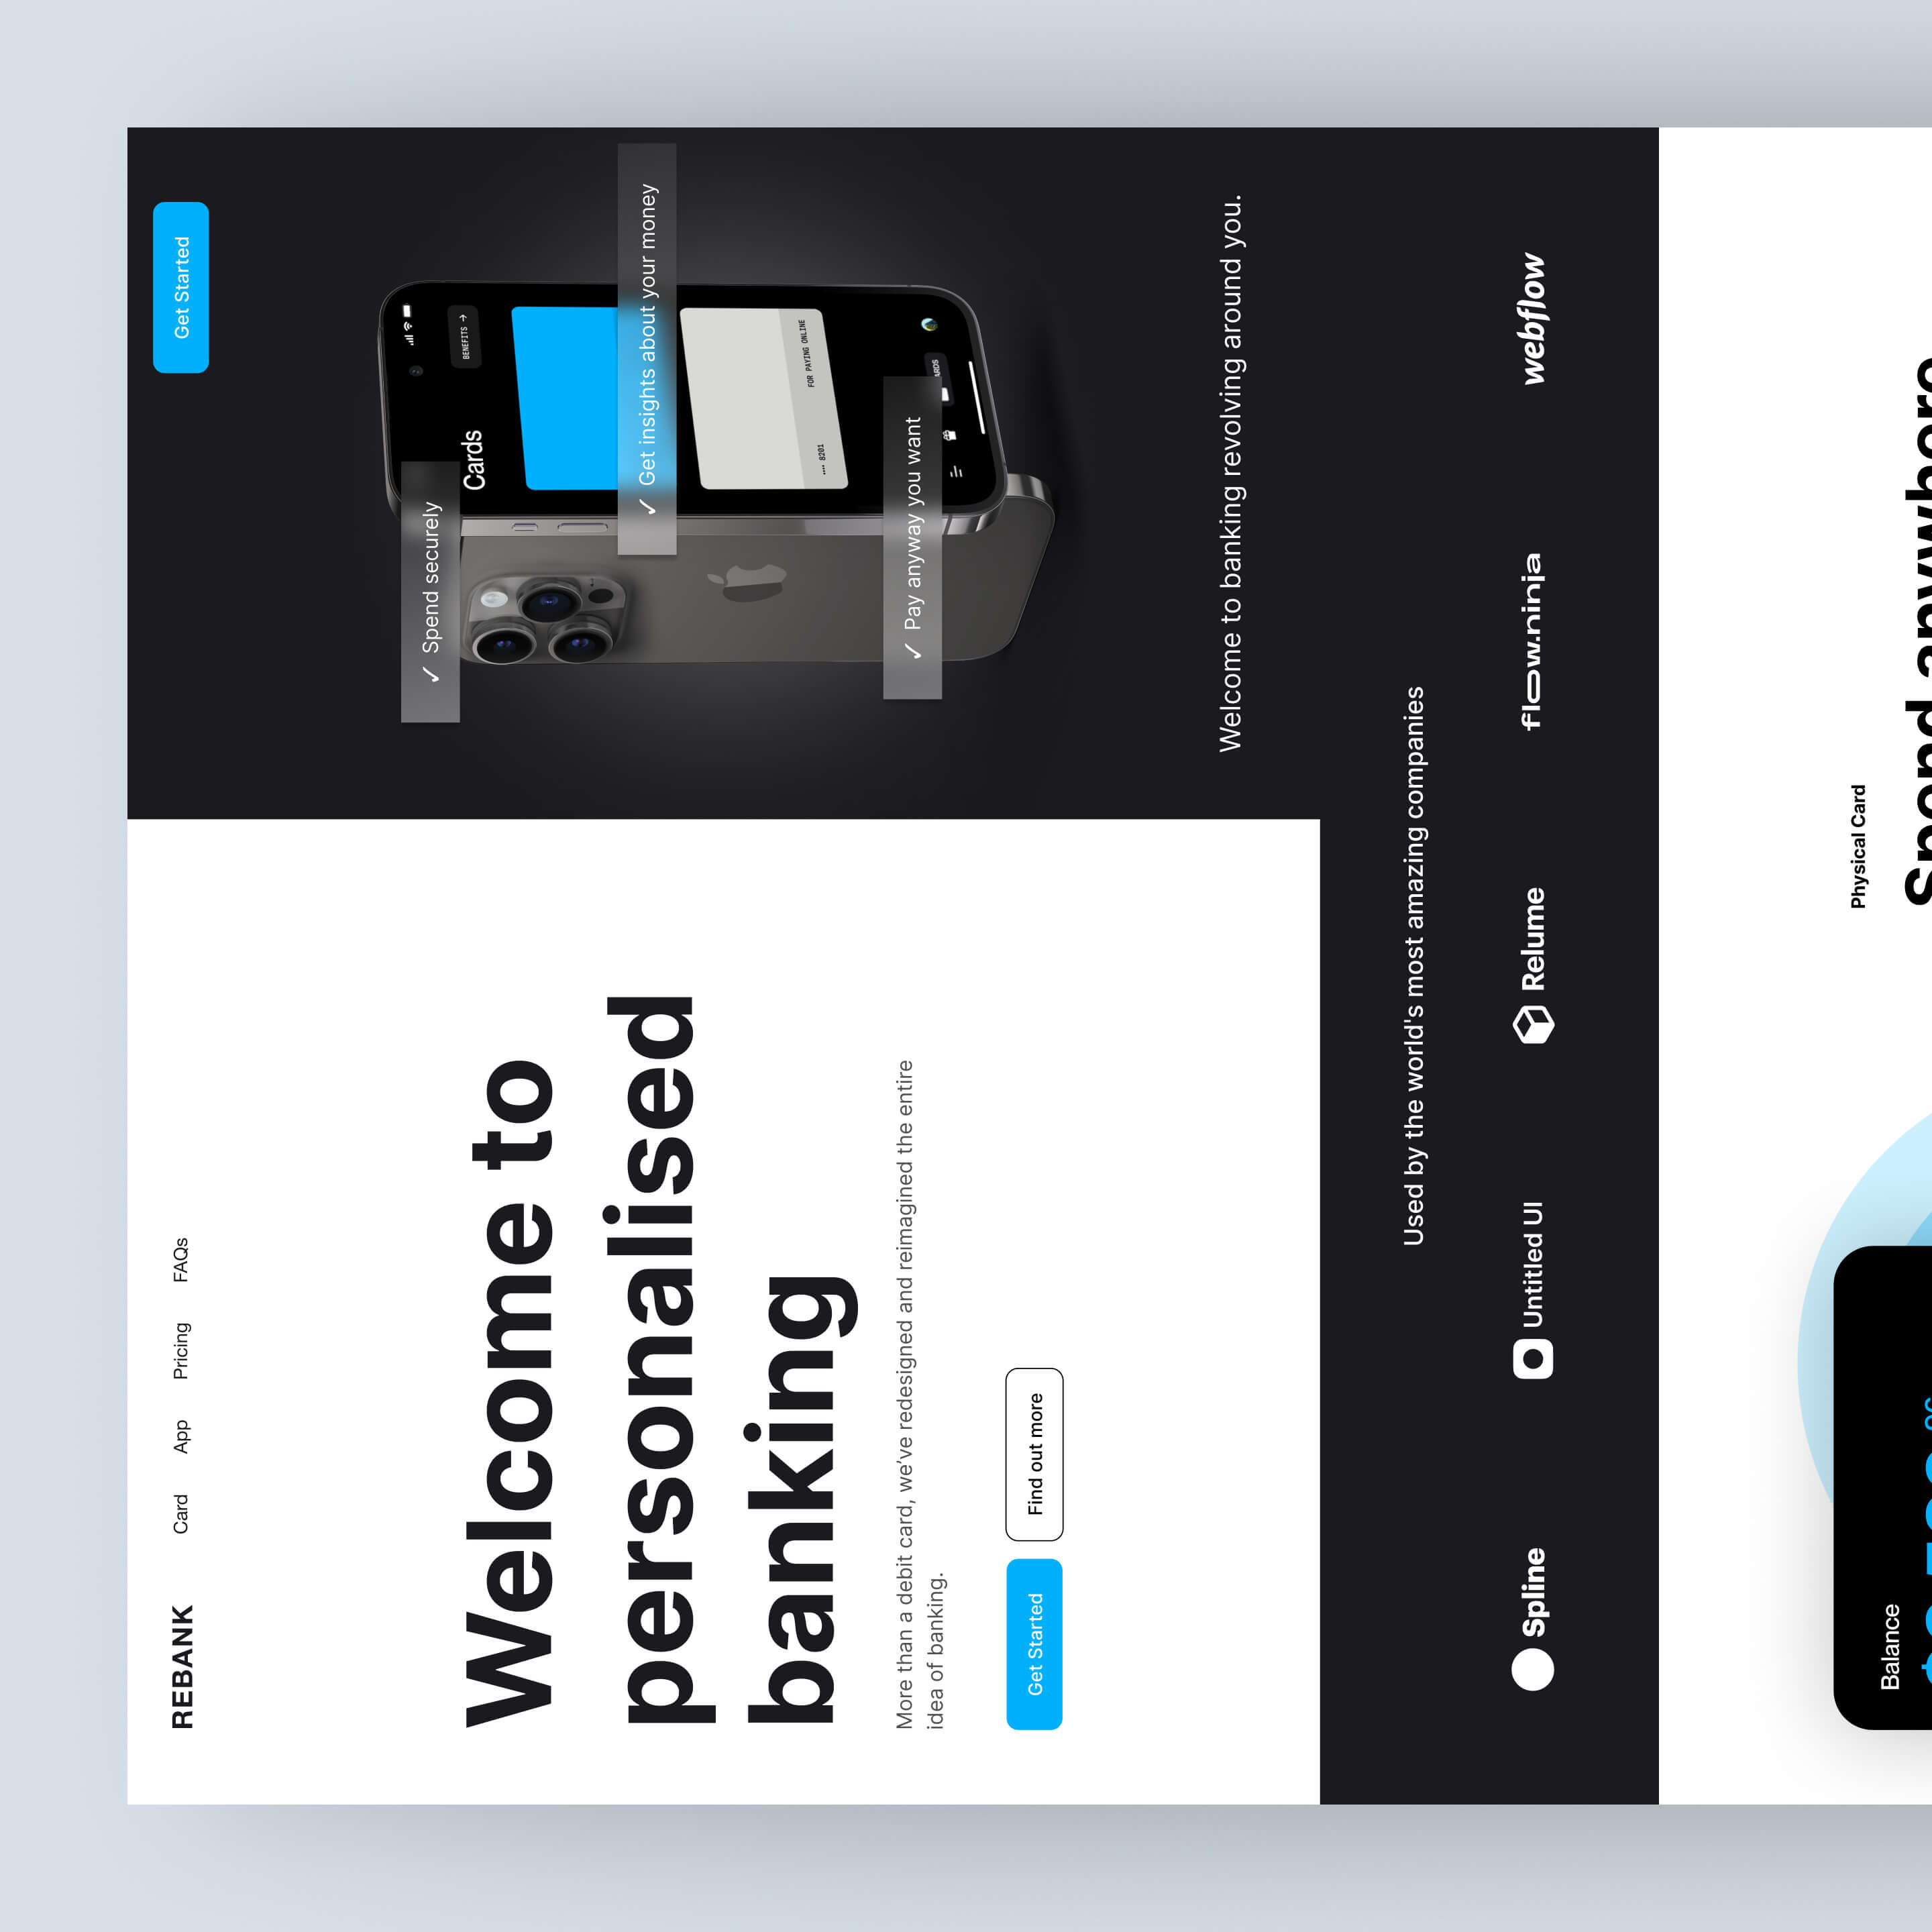 REBANK
Card
App
Pricing
FAQs
Get Started
Welcome to
personalised
banking
More than a debit card, we've redesigned and reimagined the entire
idea of banking.
Get Started
Find out more
Cards
BENEFITS →
FOR PAYING ONLINE
•••• 8201
✓ Spend securely
✓ Get insights about your money
✓ Pay anyway you want
Welcome to banking revolving around you.
Used by the world's most amazing companies
Spline
Untitled UI
Relume
flow.ninja
webflow
Physical Card
Spend anywhere
Balance